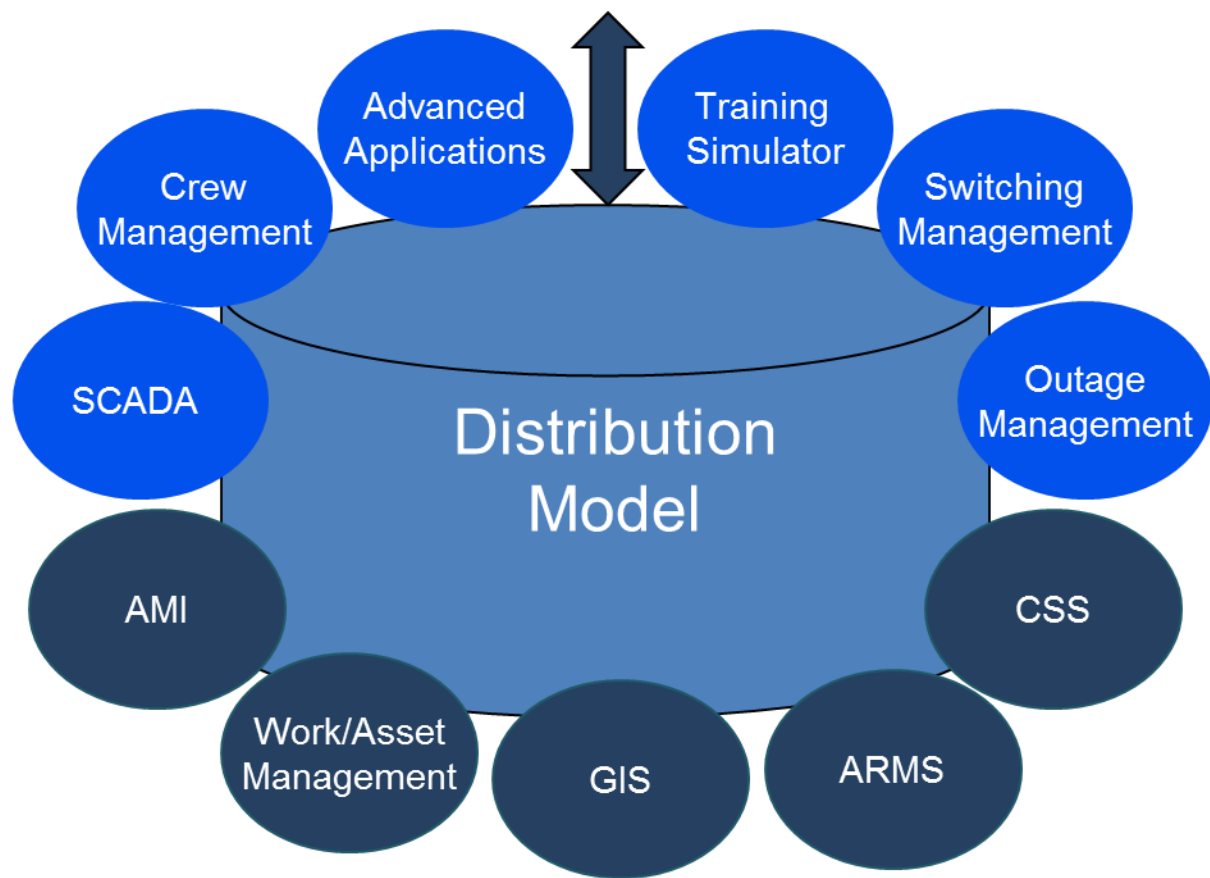 Advanced
Applications
Training
Simulator
Crew
Management
Switching
Management
SCADA
Outage
Management
Distribution
Model
AMI
CSS
Work/Asset
Management
GIS
ARMS